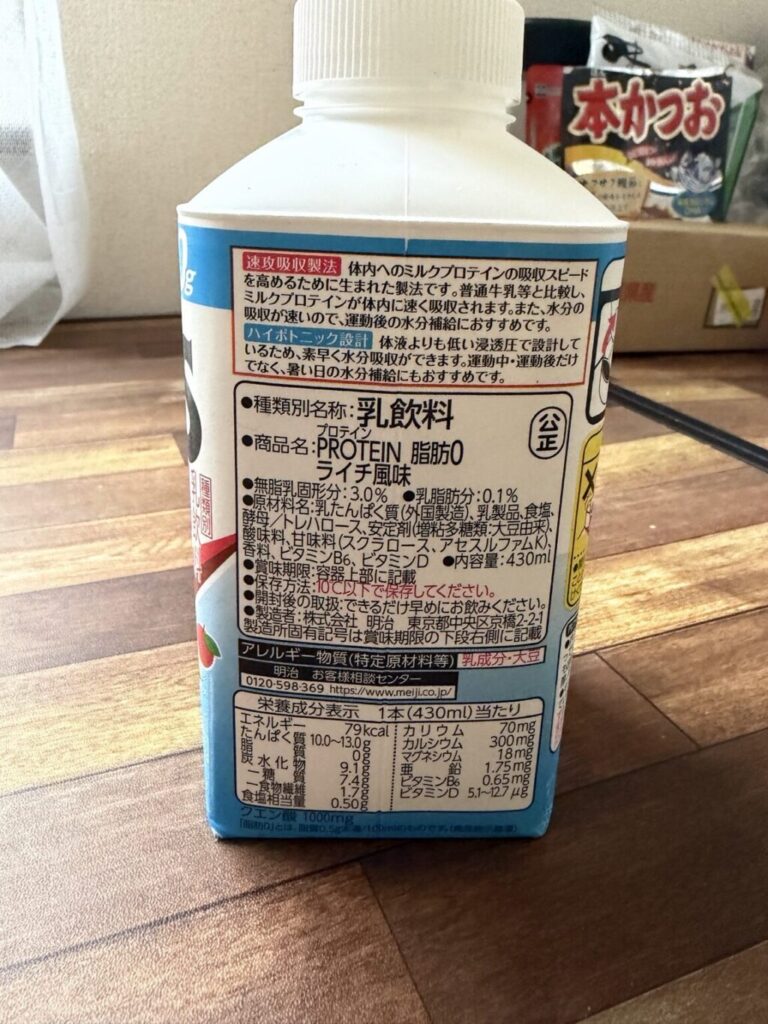 本かつお
g
速攻吸収製法 体内へのミルクプロテインの吸収スピード
を高めるために生まれた製法です。普通牛乳等と比較し、
ミルクプロテインが体内に速く吸収されます。また、水分の
吸収が速いので、運動後の水分補給におすすめです。
ハイポトニック設計 体液よりも低い浸透圧で設計して
いるため、素早く水分吸収ができます。運動中・運動後だけ
でなく、暑い日の水分補給にもおすすめです。
●種類別名称:乳飲料
公正
プロテイン
●商品名:PROTEIN 脂肪0
ライチ風味
●無脂乳固形分:3.0% ●乳脂肪分:0.1%
●原材料名:乳たんぱく質(外国製造)、乳製品、食塩、
酵母/トレハロース、安定剤(増粘多糖類:大豆由来)、
酸味料、甘味料(スクラロース、アセスルファムK)、
香料、ビタミンB6、ビタミンD ●内容量:430ml
●賞味期限:容器上部に記載
●保存方法:10℃以下で保存してください。
●開封後の取扱:できるだけ早めにお飲みください。
●製造者:株式会社 明治 東京都中央区京橋2-2-1
製造所固有記号は賞味期限の下段右側に記載
アレルギー物質(特定原材料等) 乳成分・大豆
明治 お客様相談センター
0120-598-369 https://www.meiji.co.jp/
栄養成分表示 1本(430ml)当たり
エネルギー 79kcal
たんぱく質 10.0〜13.0g
脂質 0g
炭水化物 9.1g
―糖質 7.4g
―食物繊維 1.7g
食塩相当量 0.50g
カリウム 70mg
カルシウム 300mg
マグネシウム 18mg
亜鉛 1.75mg
ビタミンB6 0.65mg
ビタミンD 5.1〜12.7μg
クエン酸 1000mg
種類別